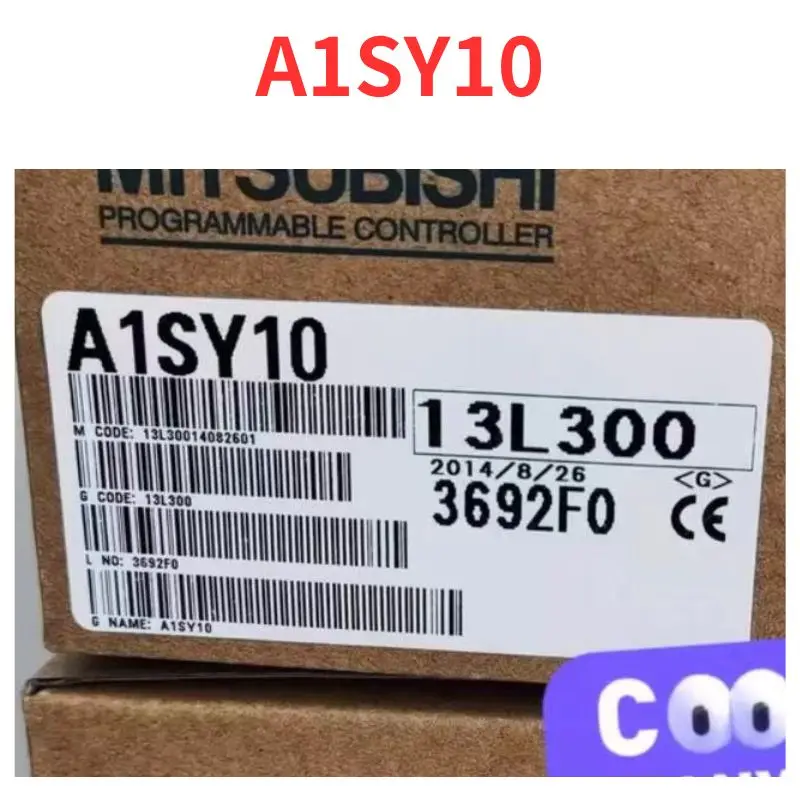 A1SY10
MITSUBISHI
PROGRAMMABLE CONTROLLER
A1SY10
M CODE: 13L30014082601
13L300
2014/8/26
<G>
G CODE: 13L300
3692F0
CE
L NO: 3692F0
G NAME: A1SY10